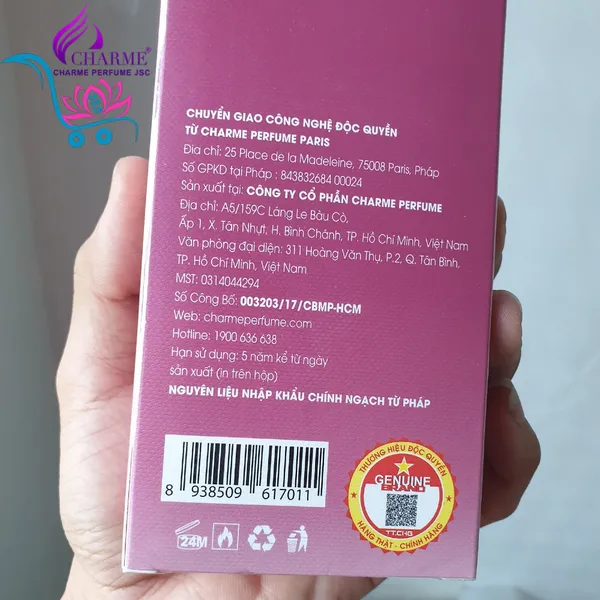 CHARME®
CHARME PERFUME JSC
CHUYỂN GIAO CÔNG NGHỆ ĐỘC QUYỀN
TỪ CHARME PERFUME PARIS
Địa chỉ: 25 Place de la Madeleine, 75008 Paris, Pháp
Số GPKD tại Pháp : 843832684 00024
Sản xuất tại: CÔNG TY CỔ PHẦN CHARME PERFUME
Địa chỉ: A5/159C Láng Le Bàu Cò,
Ấp 1, X. Tân Nhựt, H. Bình Chánh, TP. Hồ Chí Minh, Việt Nam
Văn phòng đại diện: 311 Hoàng Văn Thụ, P.2, Q. Tân Bình,
TP. Hồ Chí Minh, Việt Nam
MST: 0314044294
Số Công Bố: 003203/17/CBMP-HCM
Web: charmeperfume.com
Hotline: 1900 636 638
Hạn sử dụng: 5 năm kể từ ngày
sản xuất (in trên hộp)
NGUYÊN LIỆU NHẬP KHẨU CHÍNH NGẠCH TỪ PHÁP
8 938509 617011
24M
THƯƠNG HIỆU ĐỘC QUYỀN
GENUINE
BRAND
TT.CHG
HÀNG THẬT - CHÍNH HÃNG